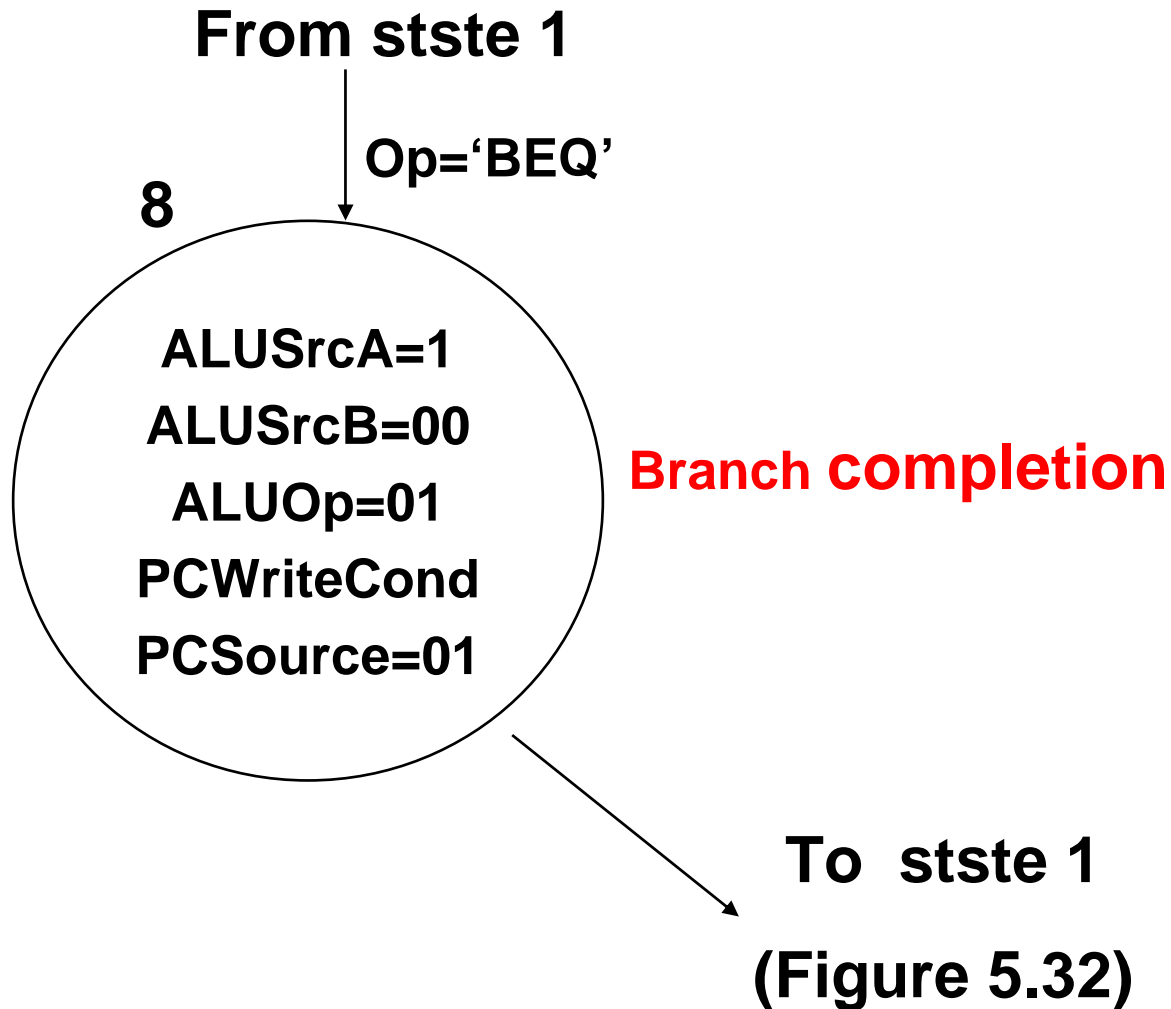 From stste 1
Op=‘BEQ’
8
ALUSrcA=1
ALUSrcB=00
ALUOp=01
PCWriteCond
PCSource=01
Branch completion
To stste 1
(Figure 5.32)